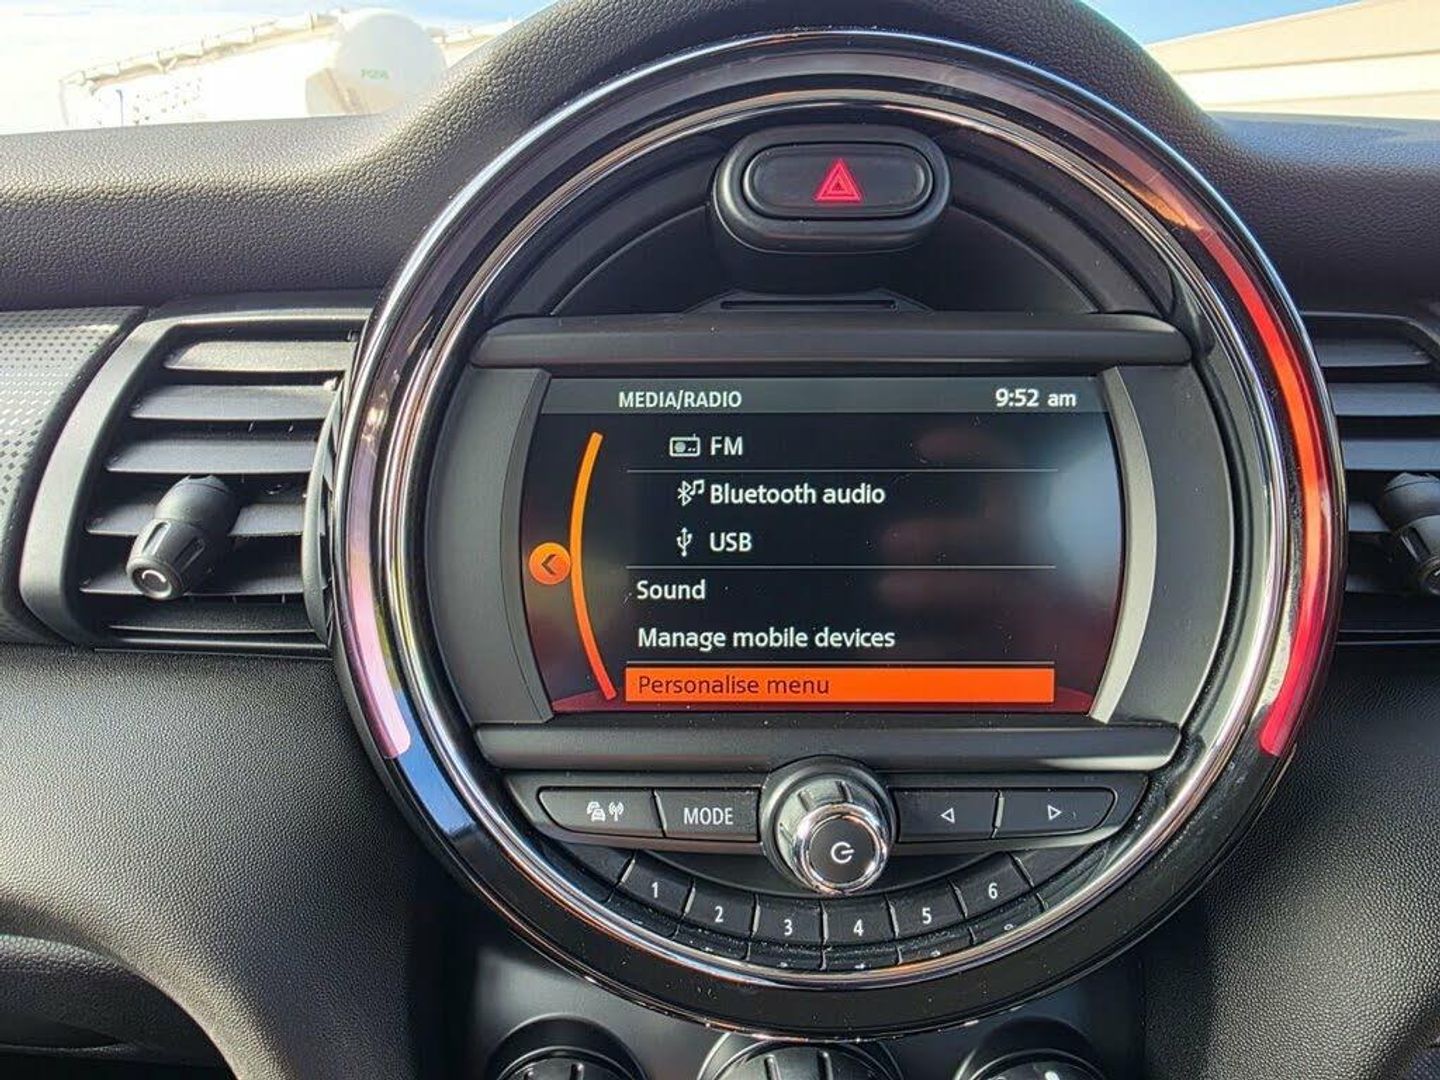 MEDIA/RADIO 9:52 am
FM
Bluetooth audio
USB
Sound
Manage mobile devices
Personalise menu
MODE
1 2 3 4 5 6